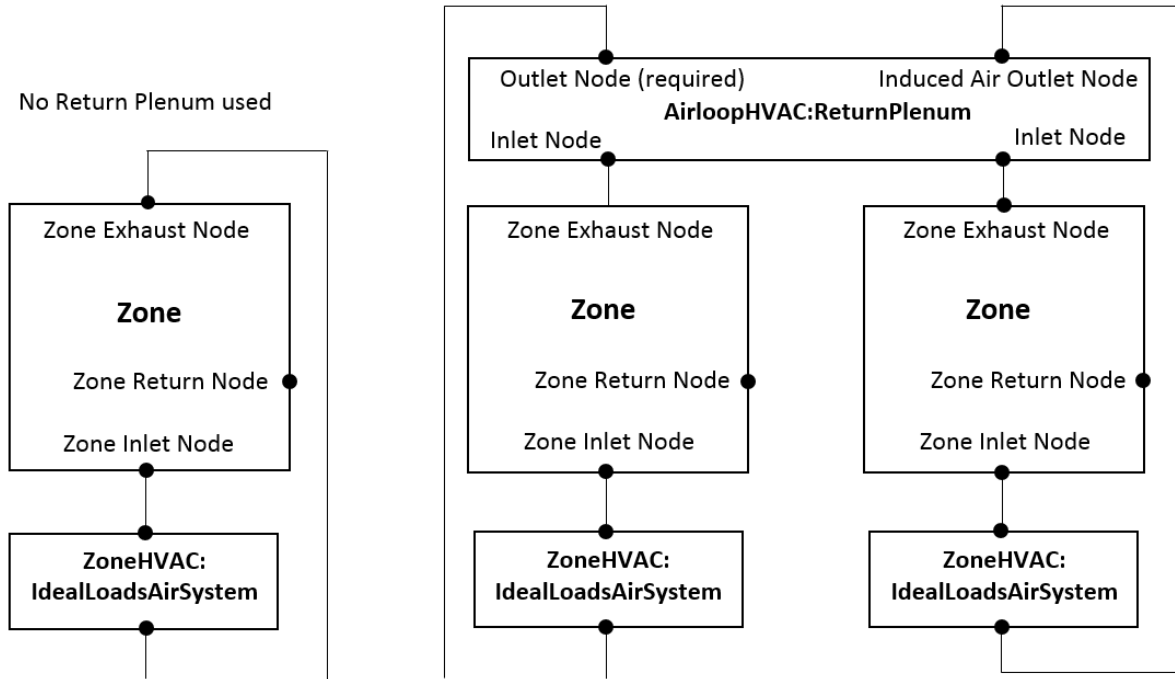 No Return Plenum used
Zone Exhaust Node
Zone
Zone Return Node
Zone Inlet Node
ZoneHVAC:
IdealLoadsAirSystem
Outlet Node (required)
Induced Air Outlet Node
AirloopHVAC:ReturnPlenum
Inlet Node
Inlet Node
Zone Exhaust Node
Zone
Zone Return Node
Zone Inlet Node
ZoneHVAC:
IdealLoadsAirSystem
Zone Exhaust Node
Zone
Zone Return Node
Zone Inlet Node
ZoneHVAC:
IdealLoadsAirSystem